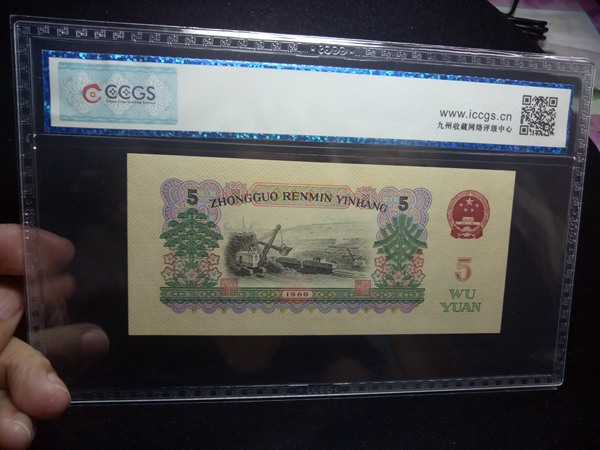 CCGS
www.iccgs.cn
九州收藏网络评级中心
5 ZHONGGUO RENMIN YINHANG 5
5
WU
YUAN
1960